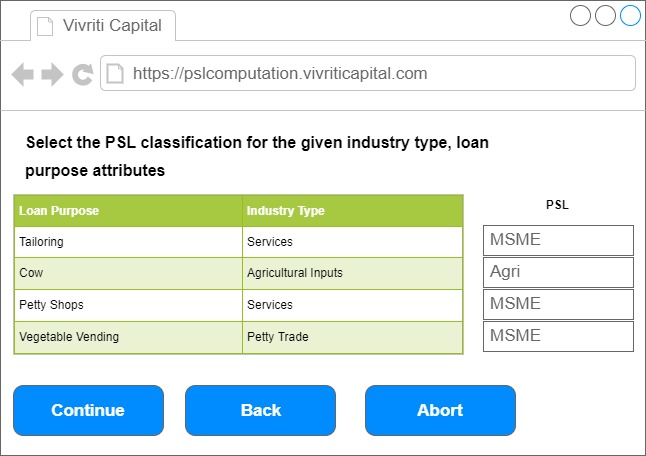 Vivriti Capital
https://pslcomputation.vivriticapital.com
Select the PSL classification for the given industry type, loan
purpose attributes
PSL
Loan Purpose Industry Type
Tailoring Services MSME
Cow Agricultural Inputs Agri
Petty Shops Services MSME
Vegetable Vending Petty Trade MSME
Continue Back Abort